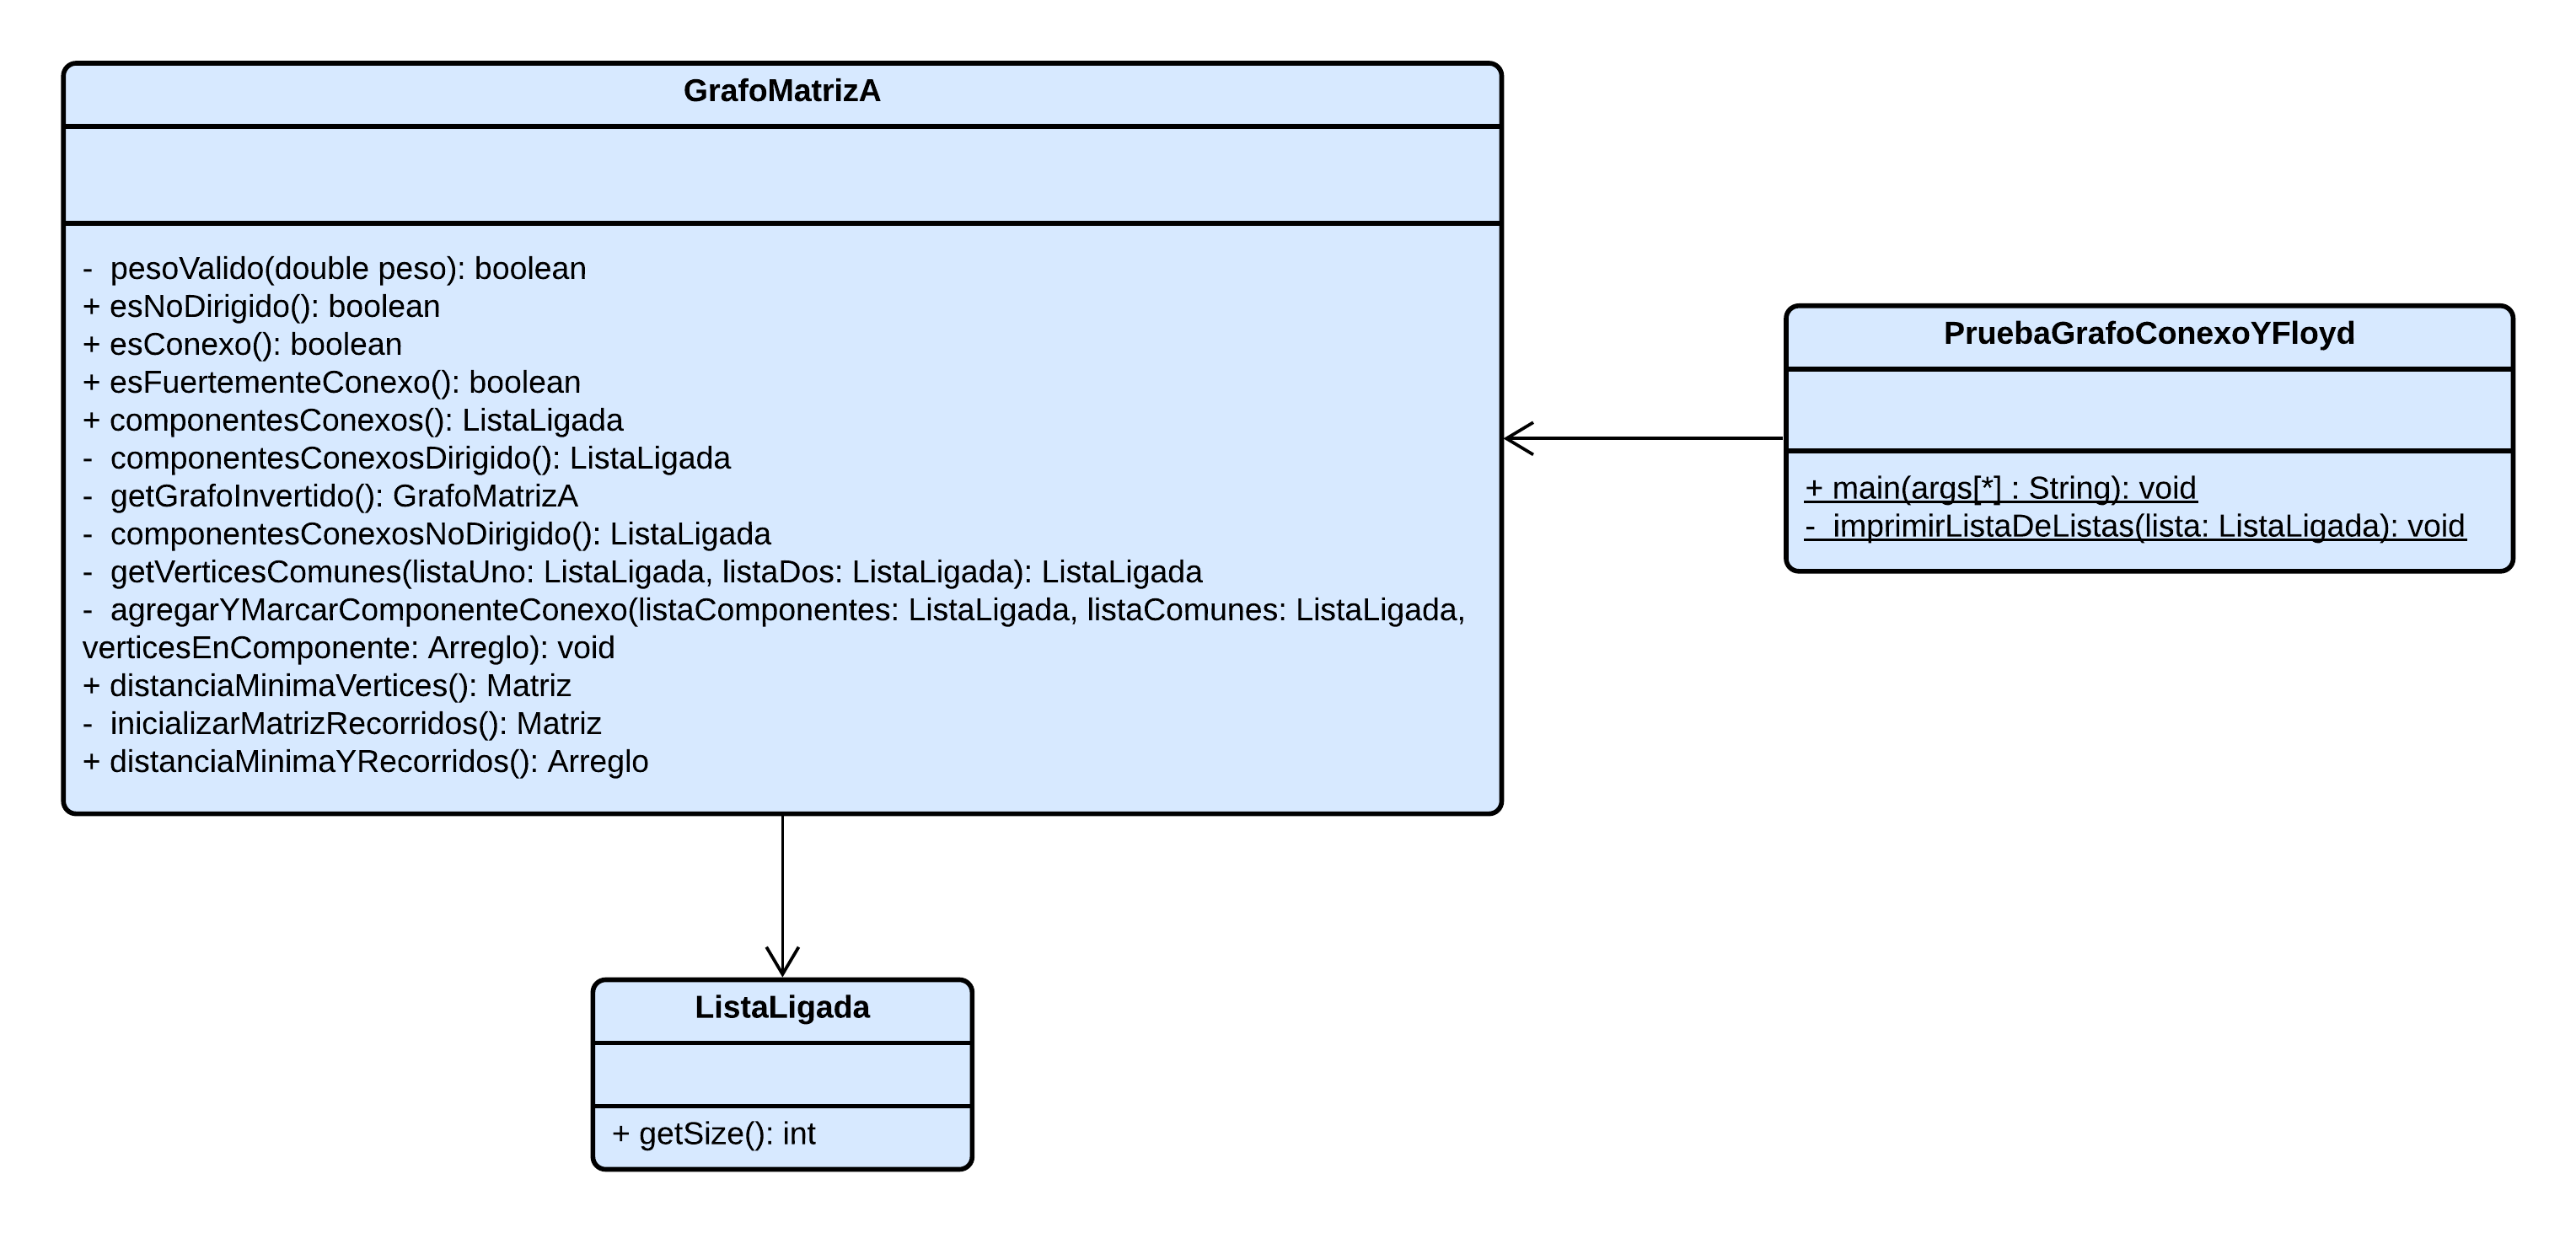 GrafoMatrizA
- pesoValido(double peso): boolean
+ esNoDirigido(): boolean
+ esConexo(): boolean
+ esFuertementeConexo(): boolean
+ componentesConexos(): ListaLigada
- componentesConexosDirigido(): ListaLigada
- getGrafoInvertido(): GrafoMatrizA
- componentesConexosNoDirigido(): ListaLigada
- getVerticesComunes(listaUno: ListaLigada, listaDos: ListaLigada): ListaLigada
- agregarYMarcarComponenteConexo(listaComponentes: ListaLigada, listaComunes: ListaLigada,
verticesEnComponente: Arreglo): void
+ distanciaMinimaVertices(): Matriz
- inicializarMatrizRecorridos(): Matriz
+ distanciaMinimaYRecorridos(): Arreglo
PruebaGrafoConexoYFloyd
+ main(args[*] : String): void
- imprimirListaDeListas(lista: ListaLigada): void
ListaLigada
+ getSize(): int